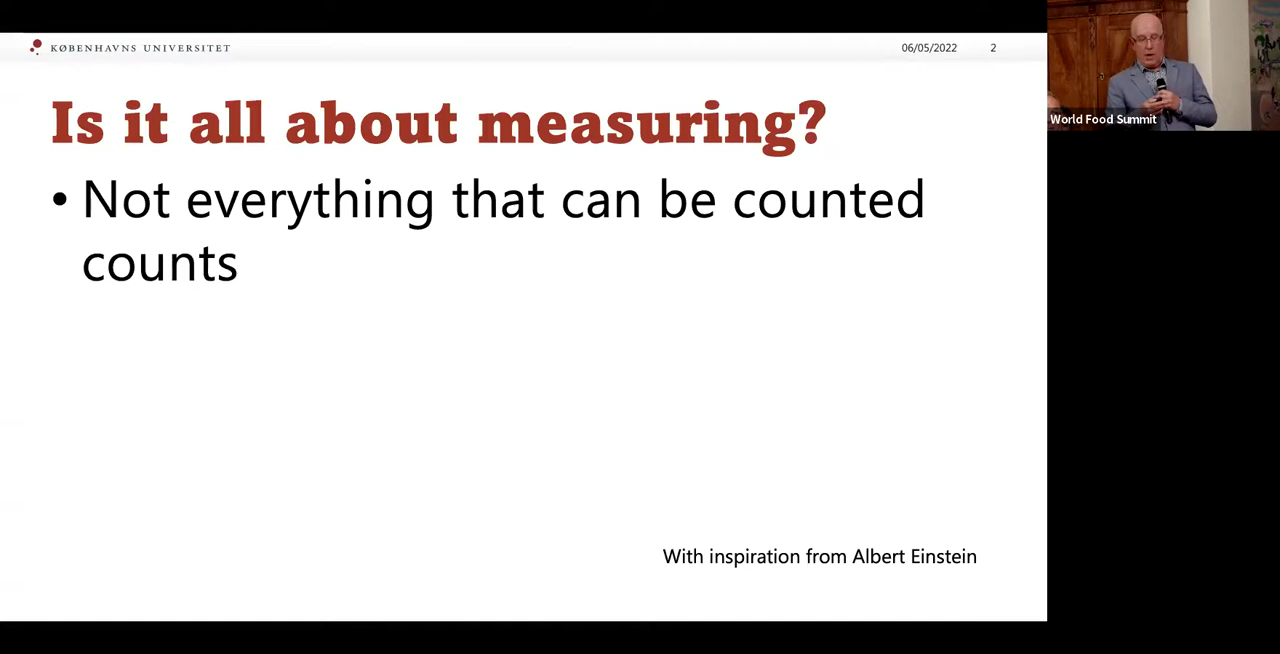 KØBENHAVNS UNIVERSITET
06/05/2022 2
Is it all about measuring?
• Not everything that can be counted
counts
With inspiration from Albert Einstein
World Food Summit